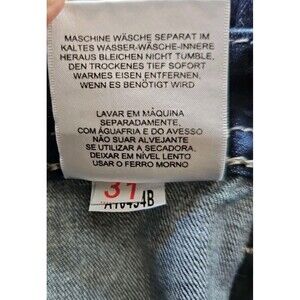 MASCHINE WÄSCHE SEPARAT IM
KALTES WASSER-WÄSCHE-INNERE
HERAUS BLEICHEN NICHT TUMBLE,
DEN TROCKENES TIEF SOFORT
WARMES EISEN ENTFERNEN,
WENN ES BENÖTIGT WIRD
LAVAR EM MÁQUINA
SEPARADAMENTE,
COM ÁGUAFRIA E DO AVESSO
NÃO SUAR ALVEJANTE
SE UTILIZAR A SECADORA,
DEIXAR EM NÍVEL LENTO
USAR O FERRO MORNO
31